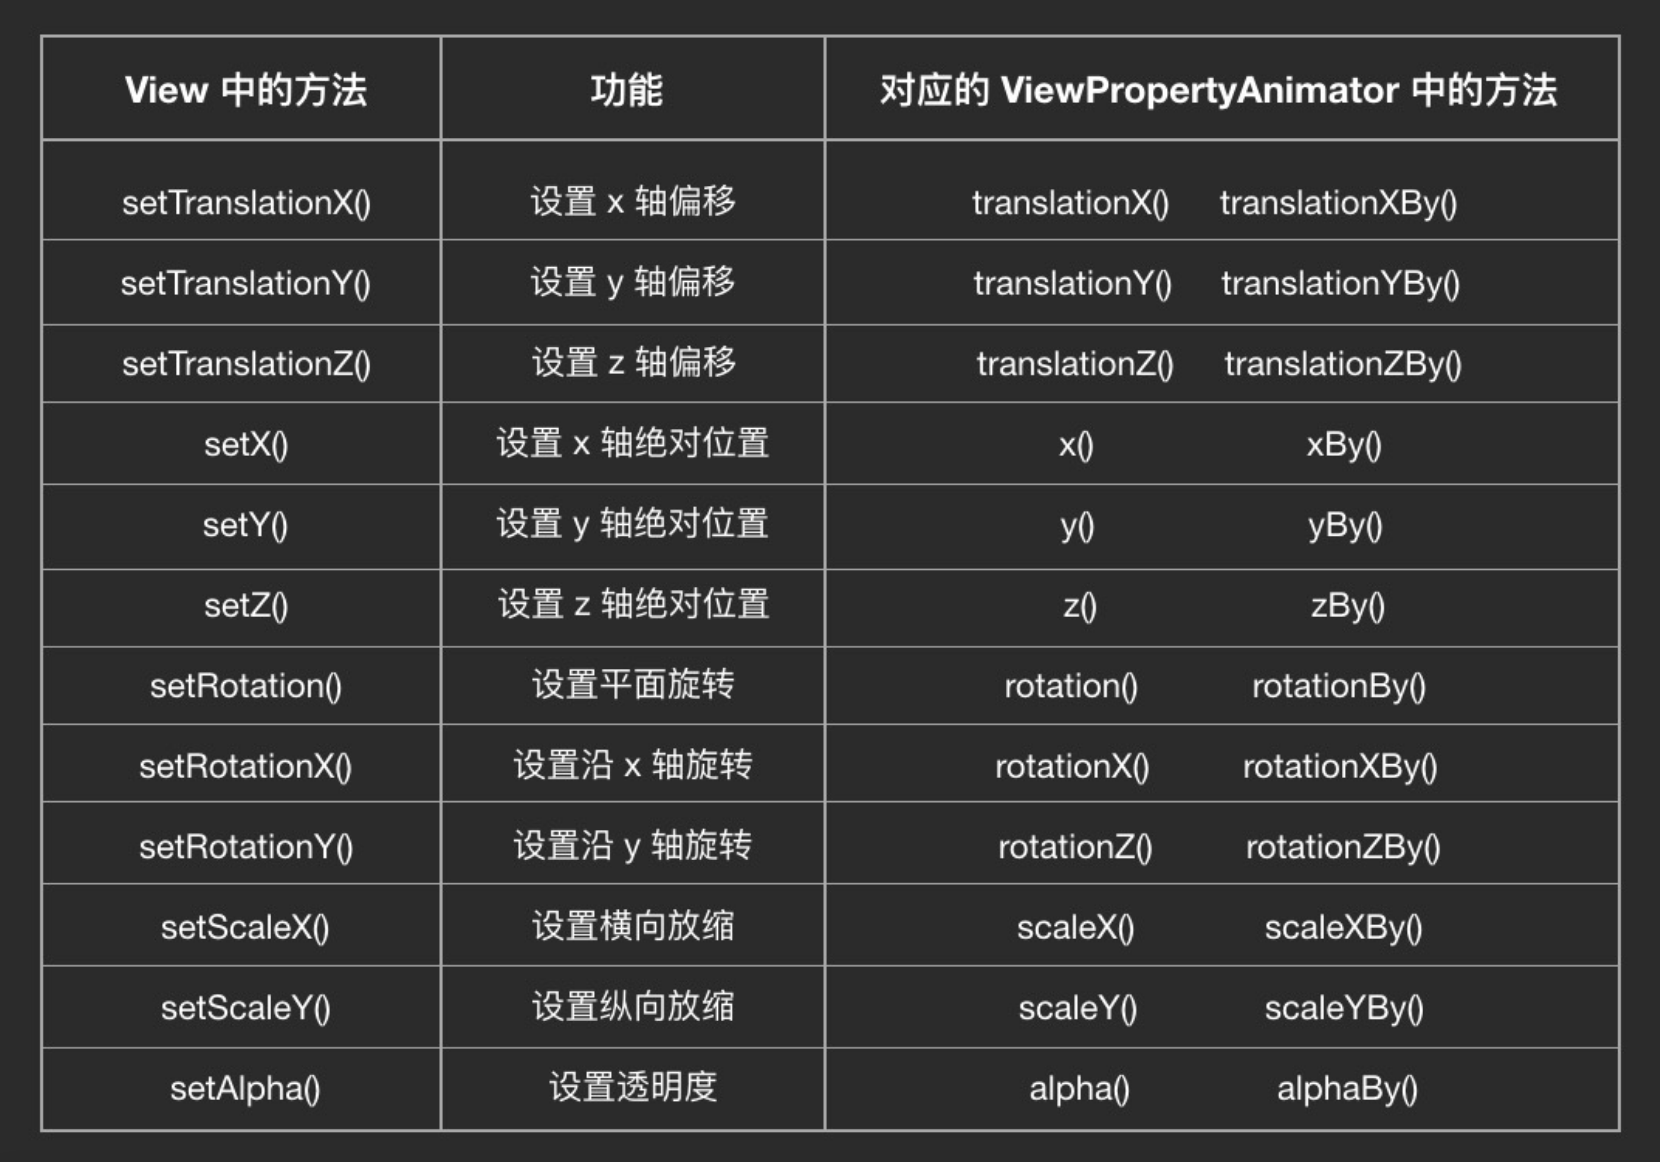 View 中的方法 功能 对应的 ViewPropertyAnimator 中的方法
setTranslationX() 设置 x 轴偏移 translationX() translationXBy()
setTranslationY() 设置 y 轴偏移 translationY() translationYBy()
setTranslationZ() 设置 z 轴偏移 translationZ() translationZBy()
setX() 设置 x 轴绝对位置 x() xBy()
setY() 设置 y 轴绝对位置 y() yBy()
setZ() 设置 z 轴绝对位置 z() zBy()
setRotation() 设置平面旋转 rotation() rotationBy()
setRotationX() 设置沿 x 轴旋转 rotationX() rotationXBy()
setRotationY() 设置沿 y 轴旋转 rotationZ() rotationZBy()
setScaleX() 设置横向放缩 scaleX() scaleXBy()
setScaleY() 设置纵向放缩 scaleY() scaleYBy()
setAlpha() 设置透明度 alpha() alphaBy()